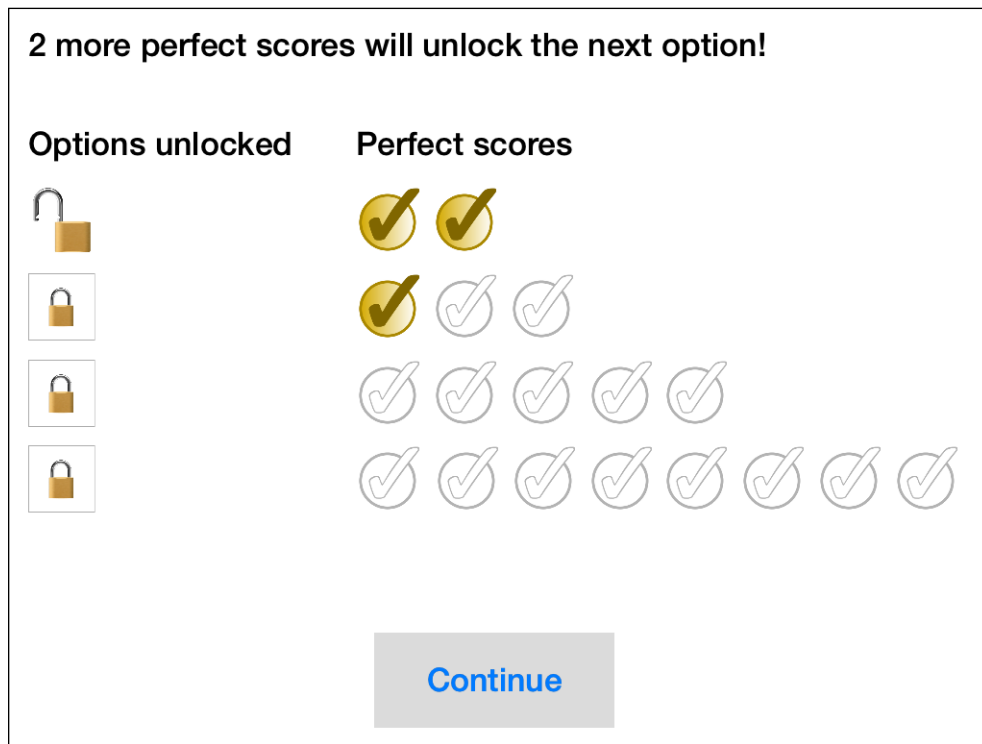 2 more perfect scores will unlock the next option!
Options unlocked Perfect scores
Continue